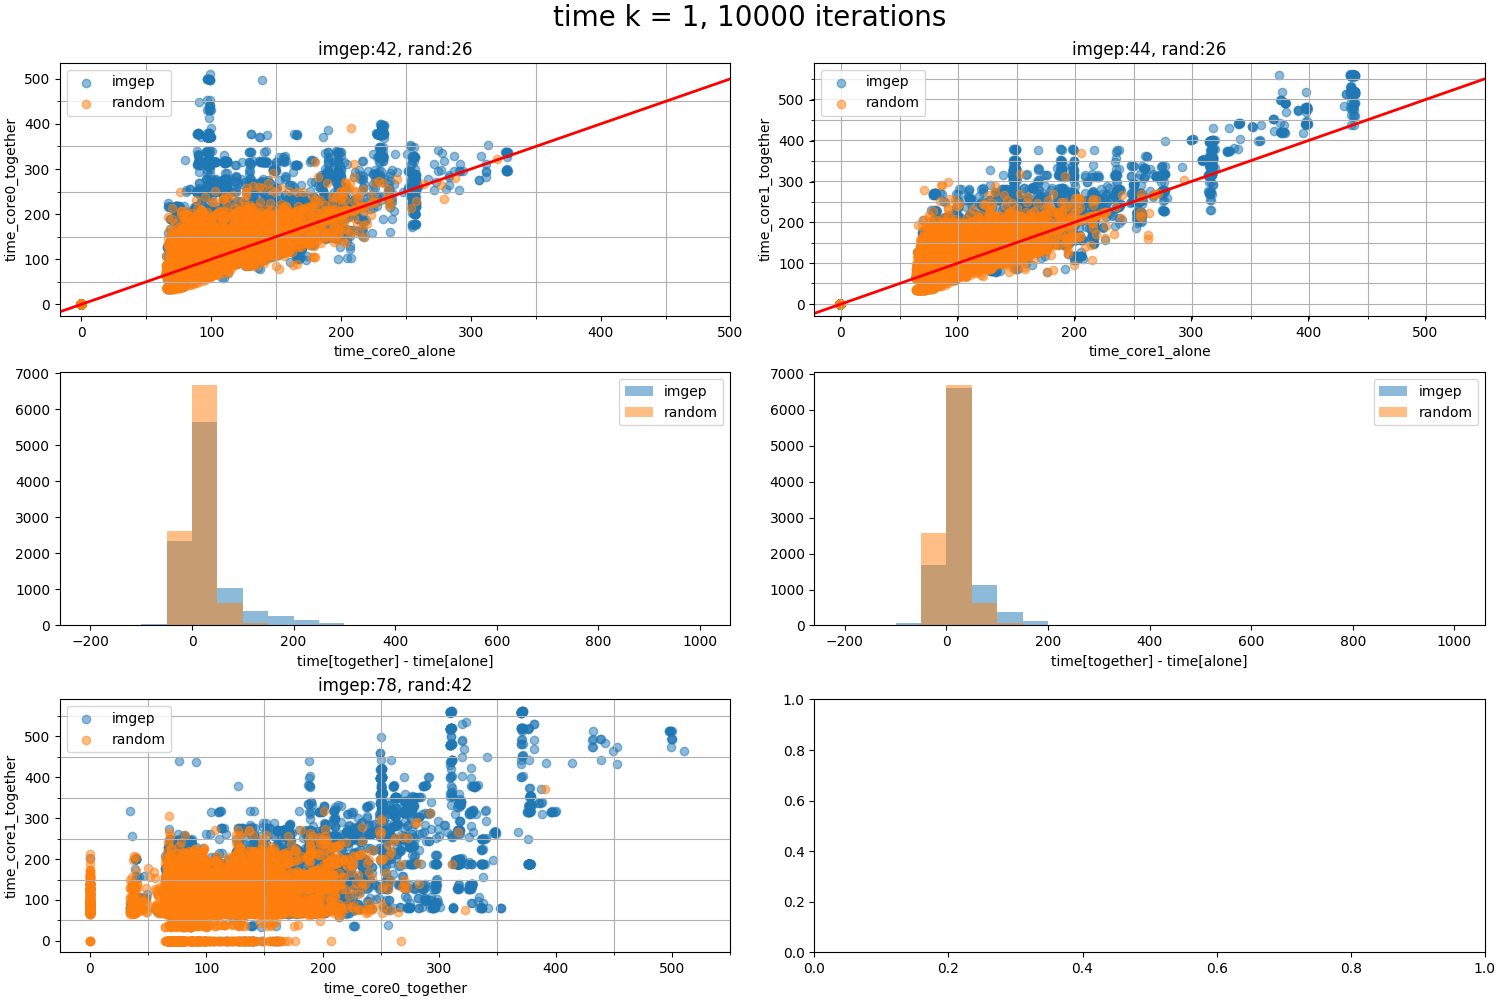 time k = 1, 10000 iterations
imgep:42, rand:26
imgep
random
500
400
300
200
100
0
time_core0_together
0 100 200 300 400 500
time_core0_alone
imgep:44, rand:26
imgep
random
500
400
300
200
100
0
time_core1_together
0 100 200 300 400 500
time_core1_alone
imgep
random
7000
6000
5000
4000
3000
2000
1000
0
−200 0 200 400 600 800 1000
time[together] - time[alone]
imgep
random
7000
6000
5000
4000
3000
2000
1000
0
−200 0 200 400 600 800 1000
time[together] - time[alone]
imgep:78, rand:42
imgep
random
500
400
300
200
100
0
time_core1_together
0 100 200 300 400 500
time_core0_together
1.0
0.8
0.6
0.4
0.2
0.0
0.0 0.2 0.4 0.6 0.8 1.0